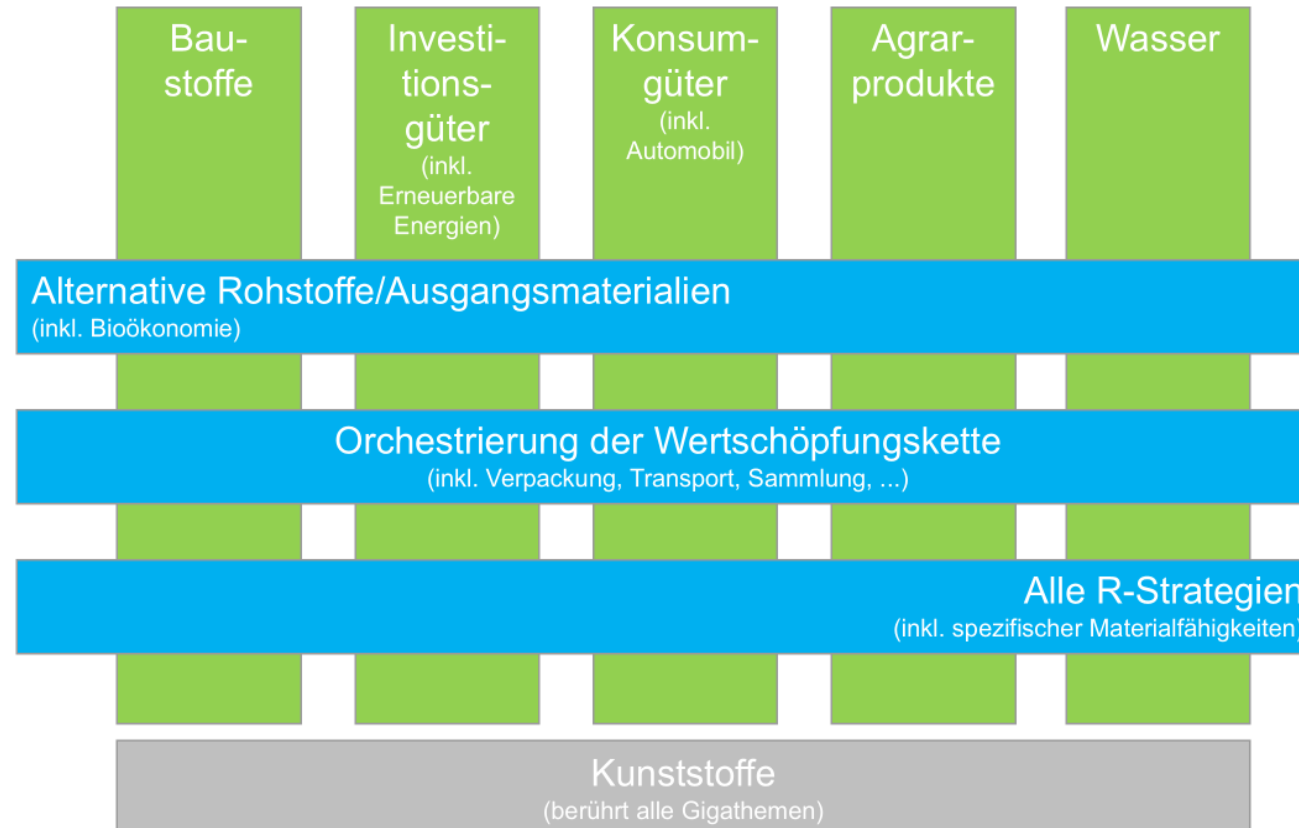 Bau-
stoffe
Investi-
tions-
güter
(inkl.
Erneuerbare
Energien)
Konsum-
güter
(inkl.
Automobil)
Agrar-
produkte
Wasser
Alternative Rohstoffe/Ausgangsmaterialien
(inkl. Bioökonomie)
Orchestrierung der Wertschöpfungskette
(inkl. Verpackung, Transport, Sammlung, ...)
Alle R-Strategien
(inkl. spezifischer Materialfähigkeiten)
Kunststoffe
(berührt alle Gigathemen)